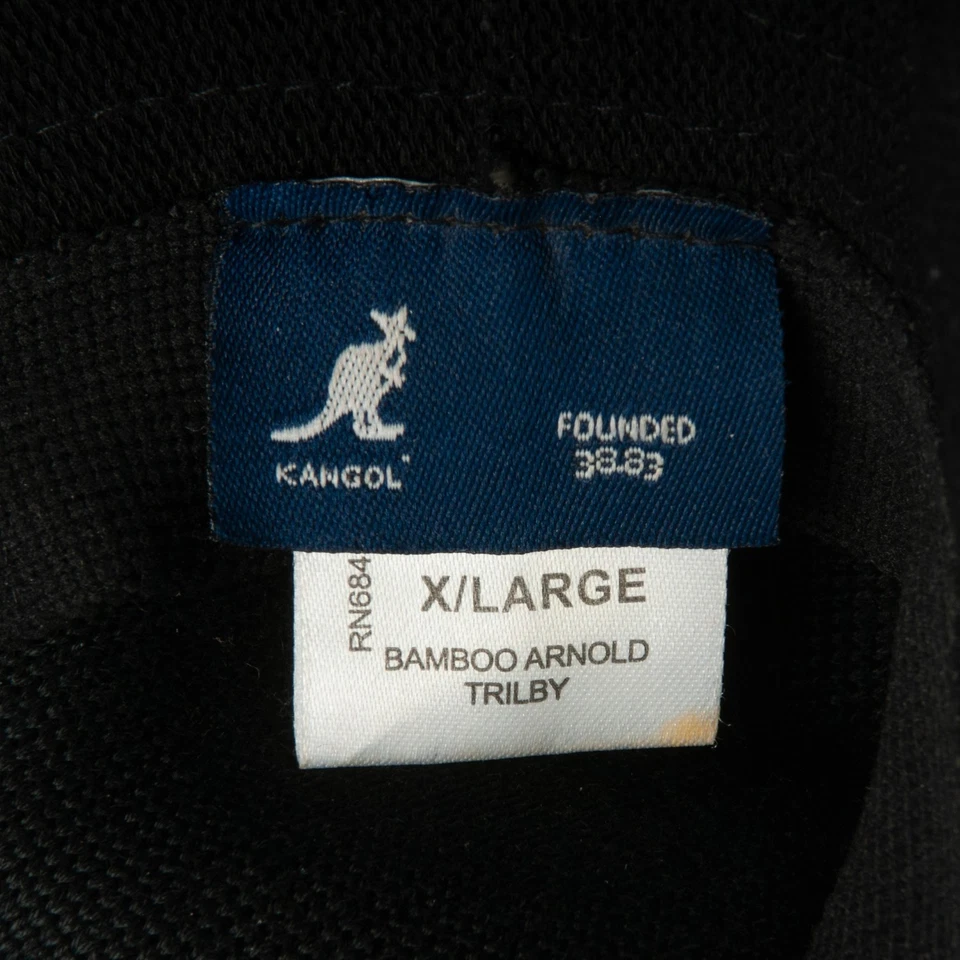 KANGOL
FOUNDED
38-83
RN684
X/LARGE
BAMBOO ARNOLD
TRILBY